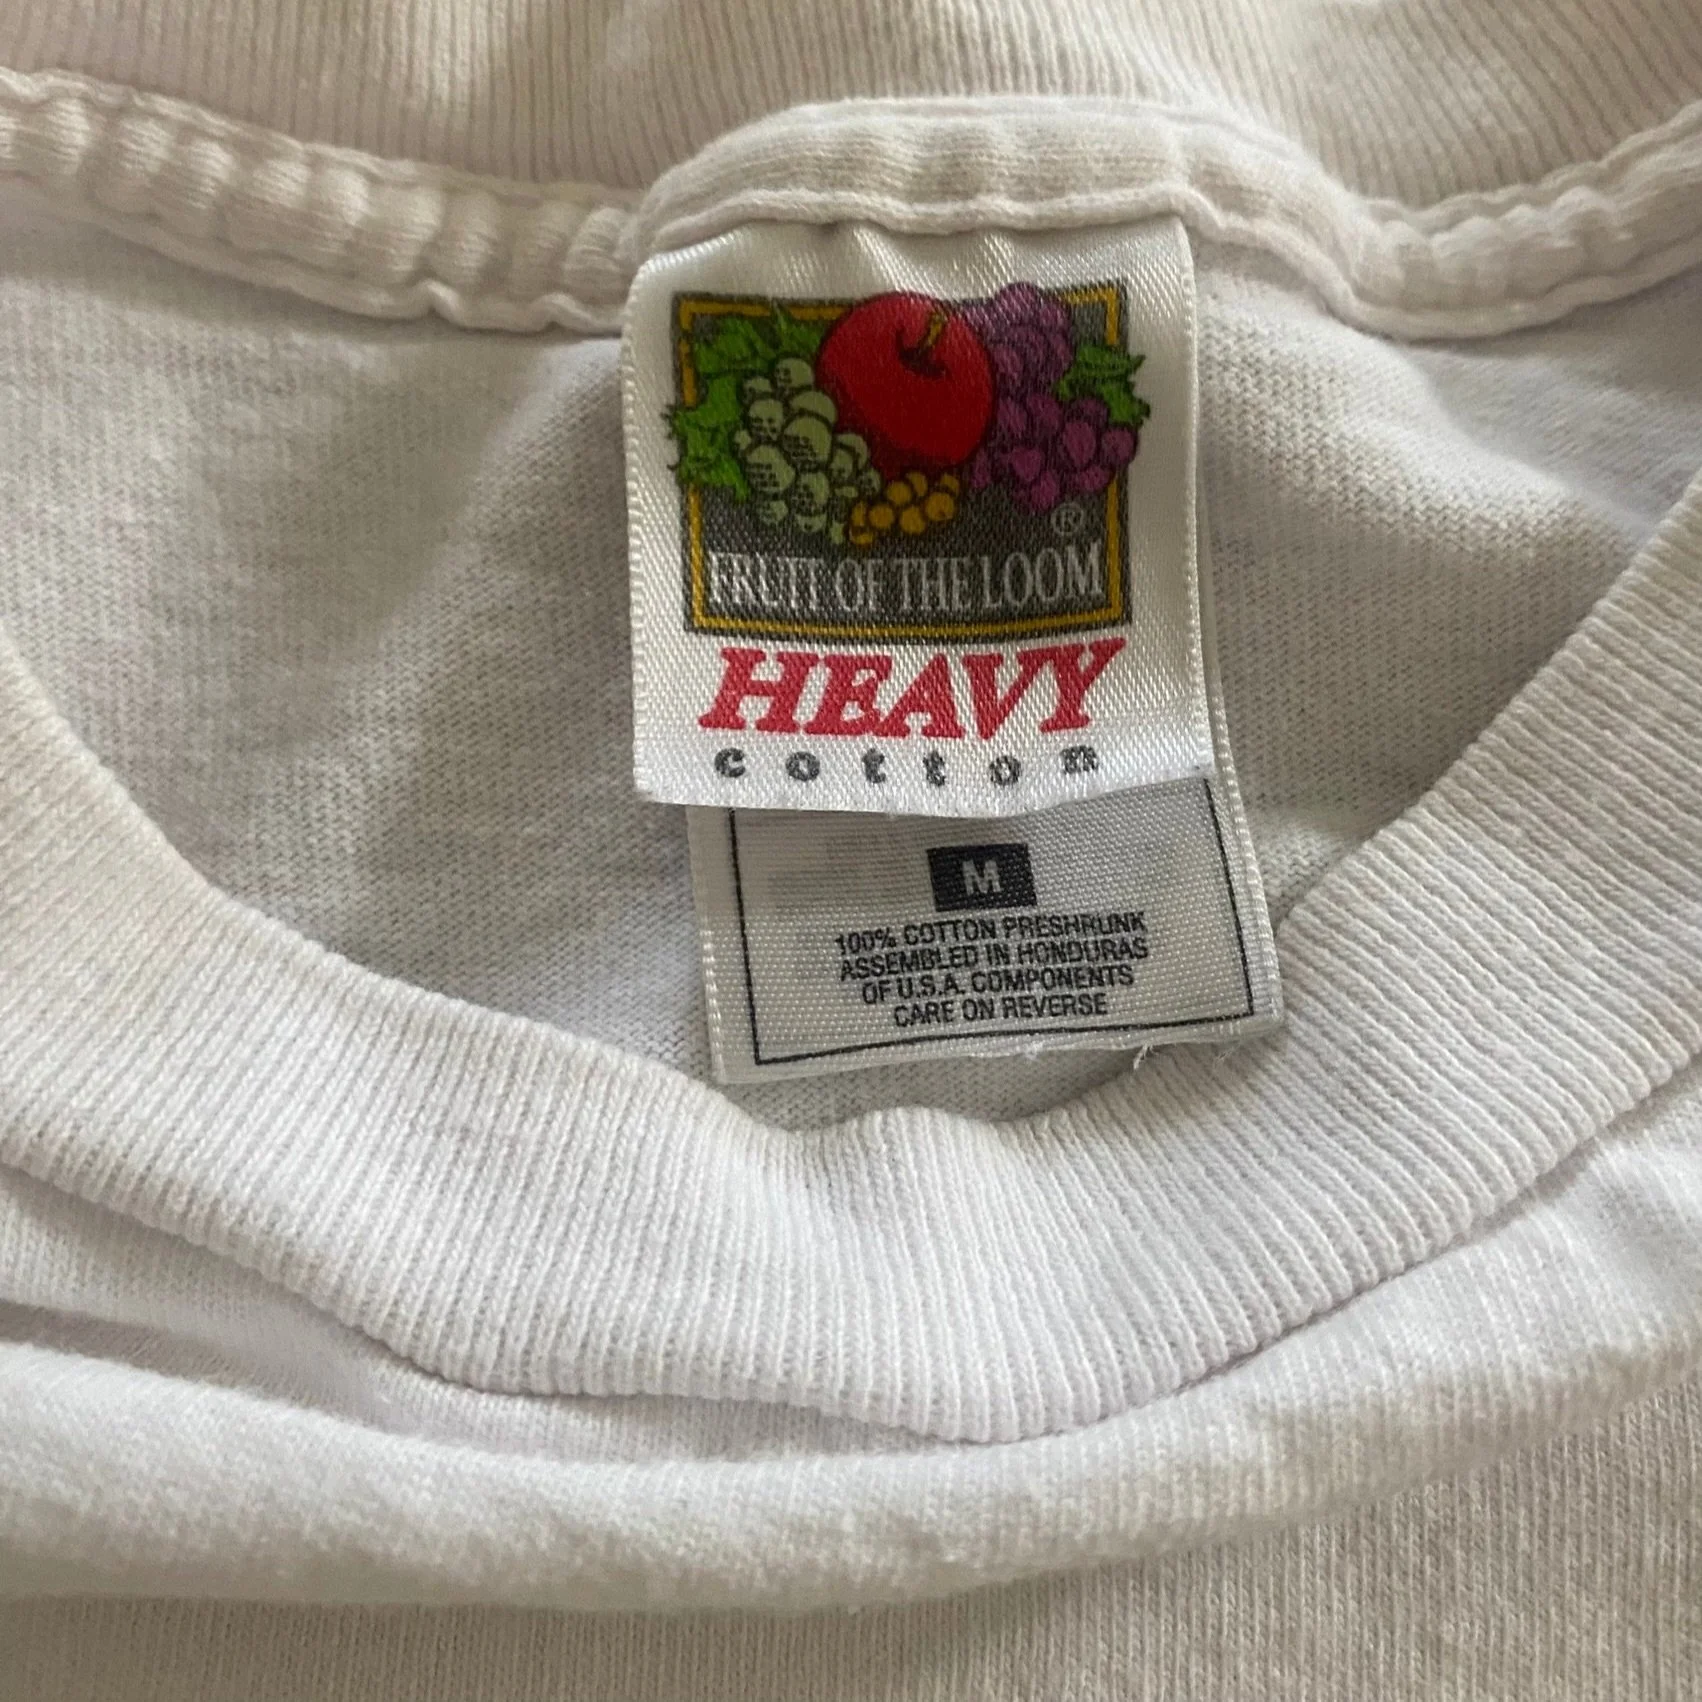 ®
FRUIT OF THE LOOM
HEAVY
cotton
M
100% COTTON PRESHRUNK
ASSEMBLED IN HONDURAS
OF U.S.A. COMPONENTS
CARE ON REVERSE